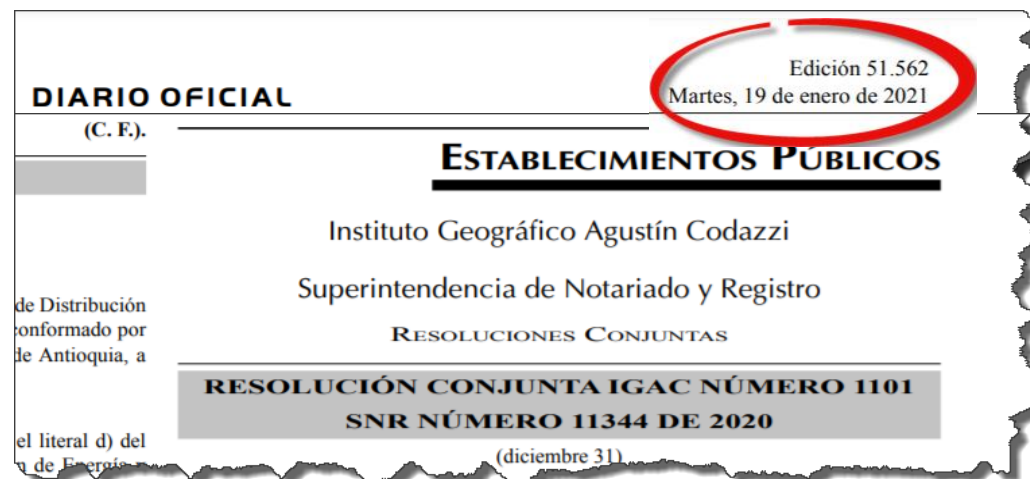 Edición 51.562
DIARIO OFICIAL
Martes, 19 de enero de 2021
(C. F.).
de Distribución
conformado por
de Antioquia, a
el literal d) del
de Energía
ESTABLECIMIENTOS PÚBLICOS
Instituto Geográfico Agustín Codazzi
Superintendencia de Notariado y Registro
RESOLUCIONES CONJUNTAS
RESOLUCIÓN CONJUNTA IGAC NÚMERO 1101
SNR NÚMERO 11344 DE 2020
(diciembre 31)